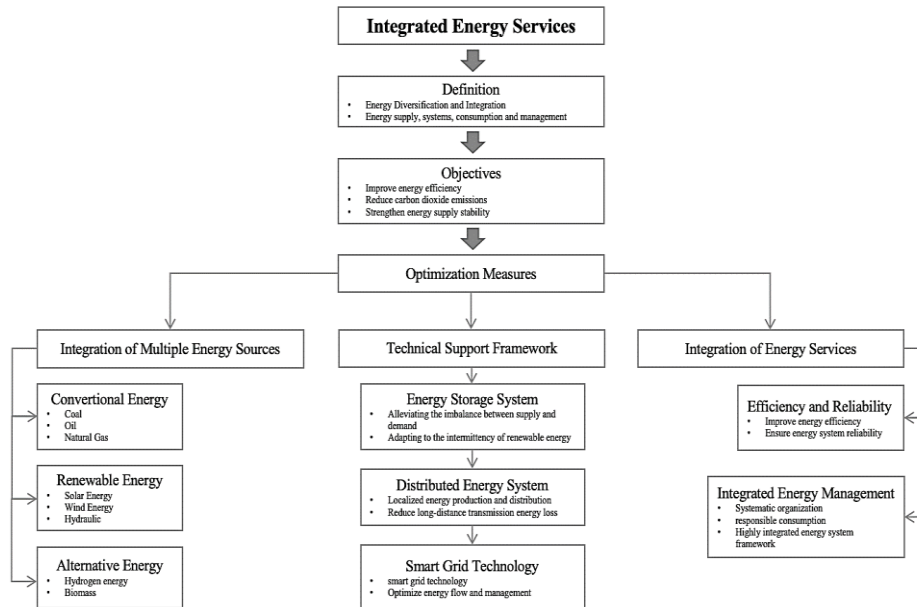 Integrated Energy Services
Definition
• Energy Diversification and Integration
• Energy supply, systems, consumption and management
Objectives
• Improve energy efficiency
• Reduce carbon dioxide emissions
• Strengthen energy supply stability
Optimization Measures
Integration of Multiple Energy Sources
Technical Support Framework
Integration of Energy Services
Convertional Energy
• Coal
• Oil
• Natural Gas
Renewable Energy
• Solar Energy
• Wind Energy
• Hydraulic
Alternative Energy
• Hydrogen energy
• Biomass
Energy Storage System
• Alleviating the imbalance between supply and
demand
• Adapting to the intermittency of renewable energy
Distributed Energy System
• Localized energy production and distribution
• Reduce long-distance transmission energy loss
Smart Grid Technology
• smart grid technology
• Optimize energy flow and management
Efficiency and Reliability
• Improve energy efficiency
• Ensure energy system reliability
Integrated Energy Management
• Systematic organization
• responsible consumption
• Highly integrated energy system
framework